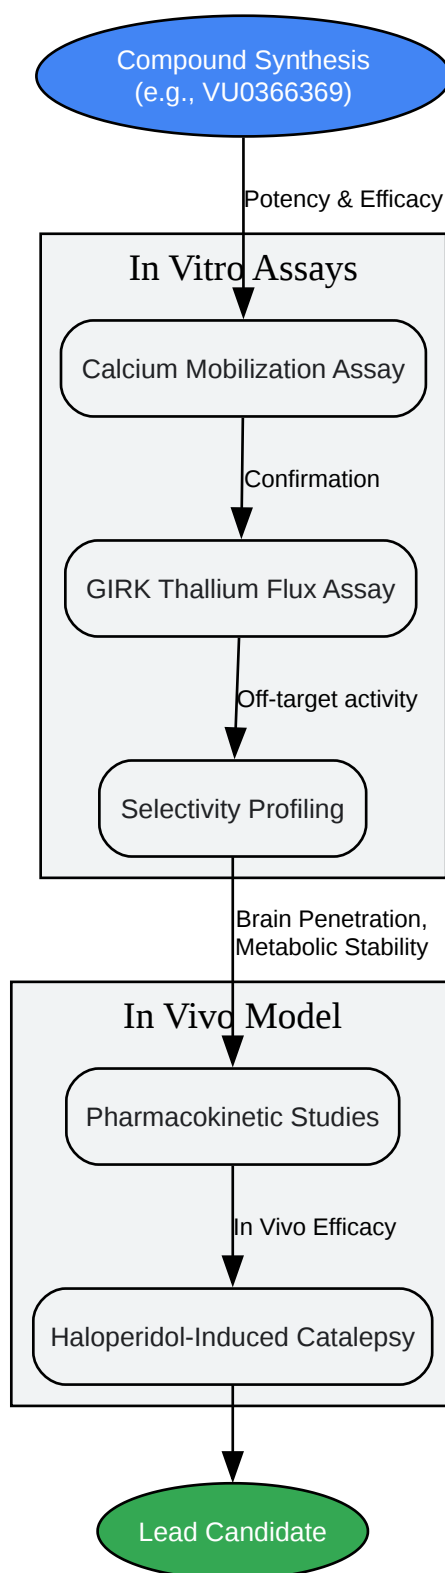 Compound Synthesis
(e.g., VU0366369)
Potency & Efficacy
In Vitro Assays
Calcium Mobilization Assay
Confirmation
GIRK Thallium Flux Assay
Off-target activity
Selectivity Profiling
Brain Penetration,
Metabolic Stability
In Vivo Model
Pharmacokinetic Studies
In Vivo Efficacy
Haloperidol-Induced Catalepsy
Lead Candidate